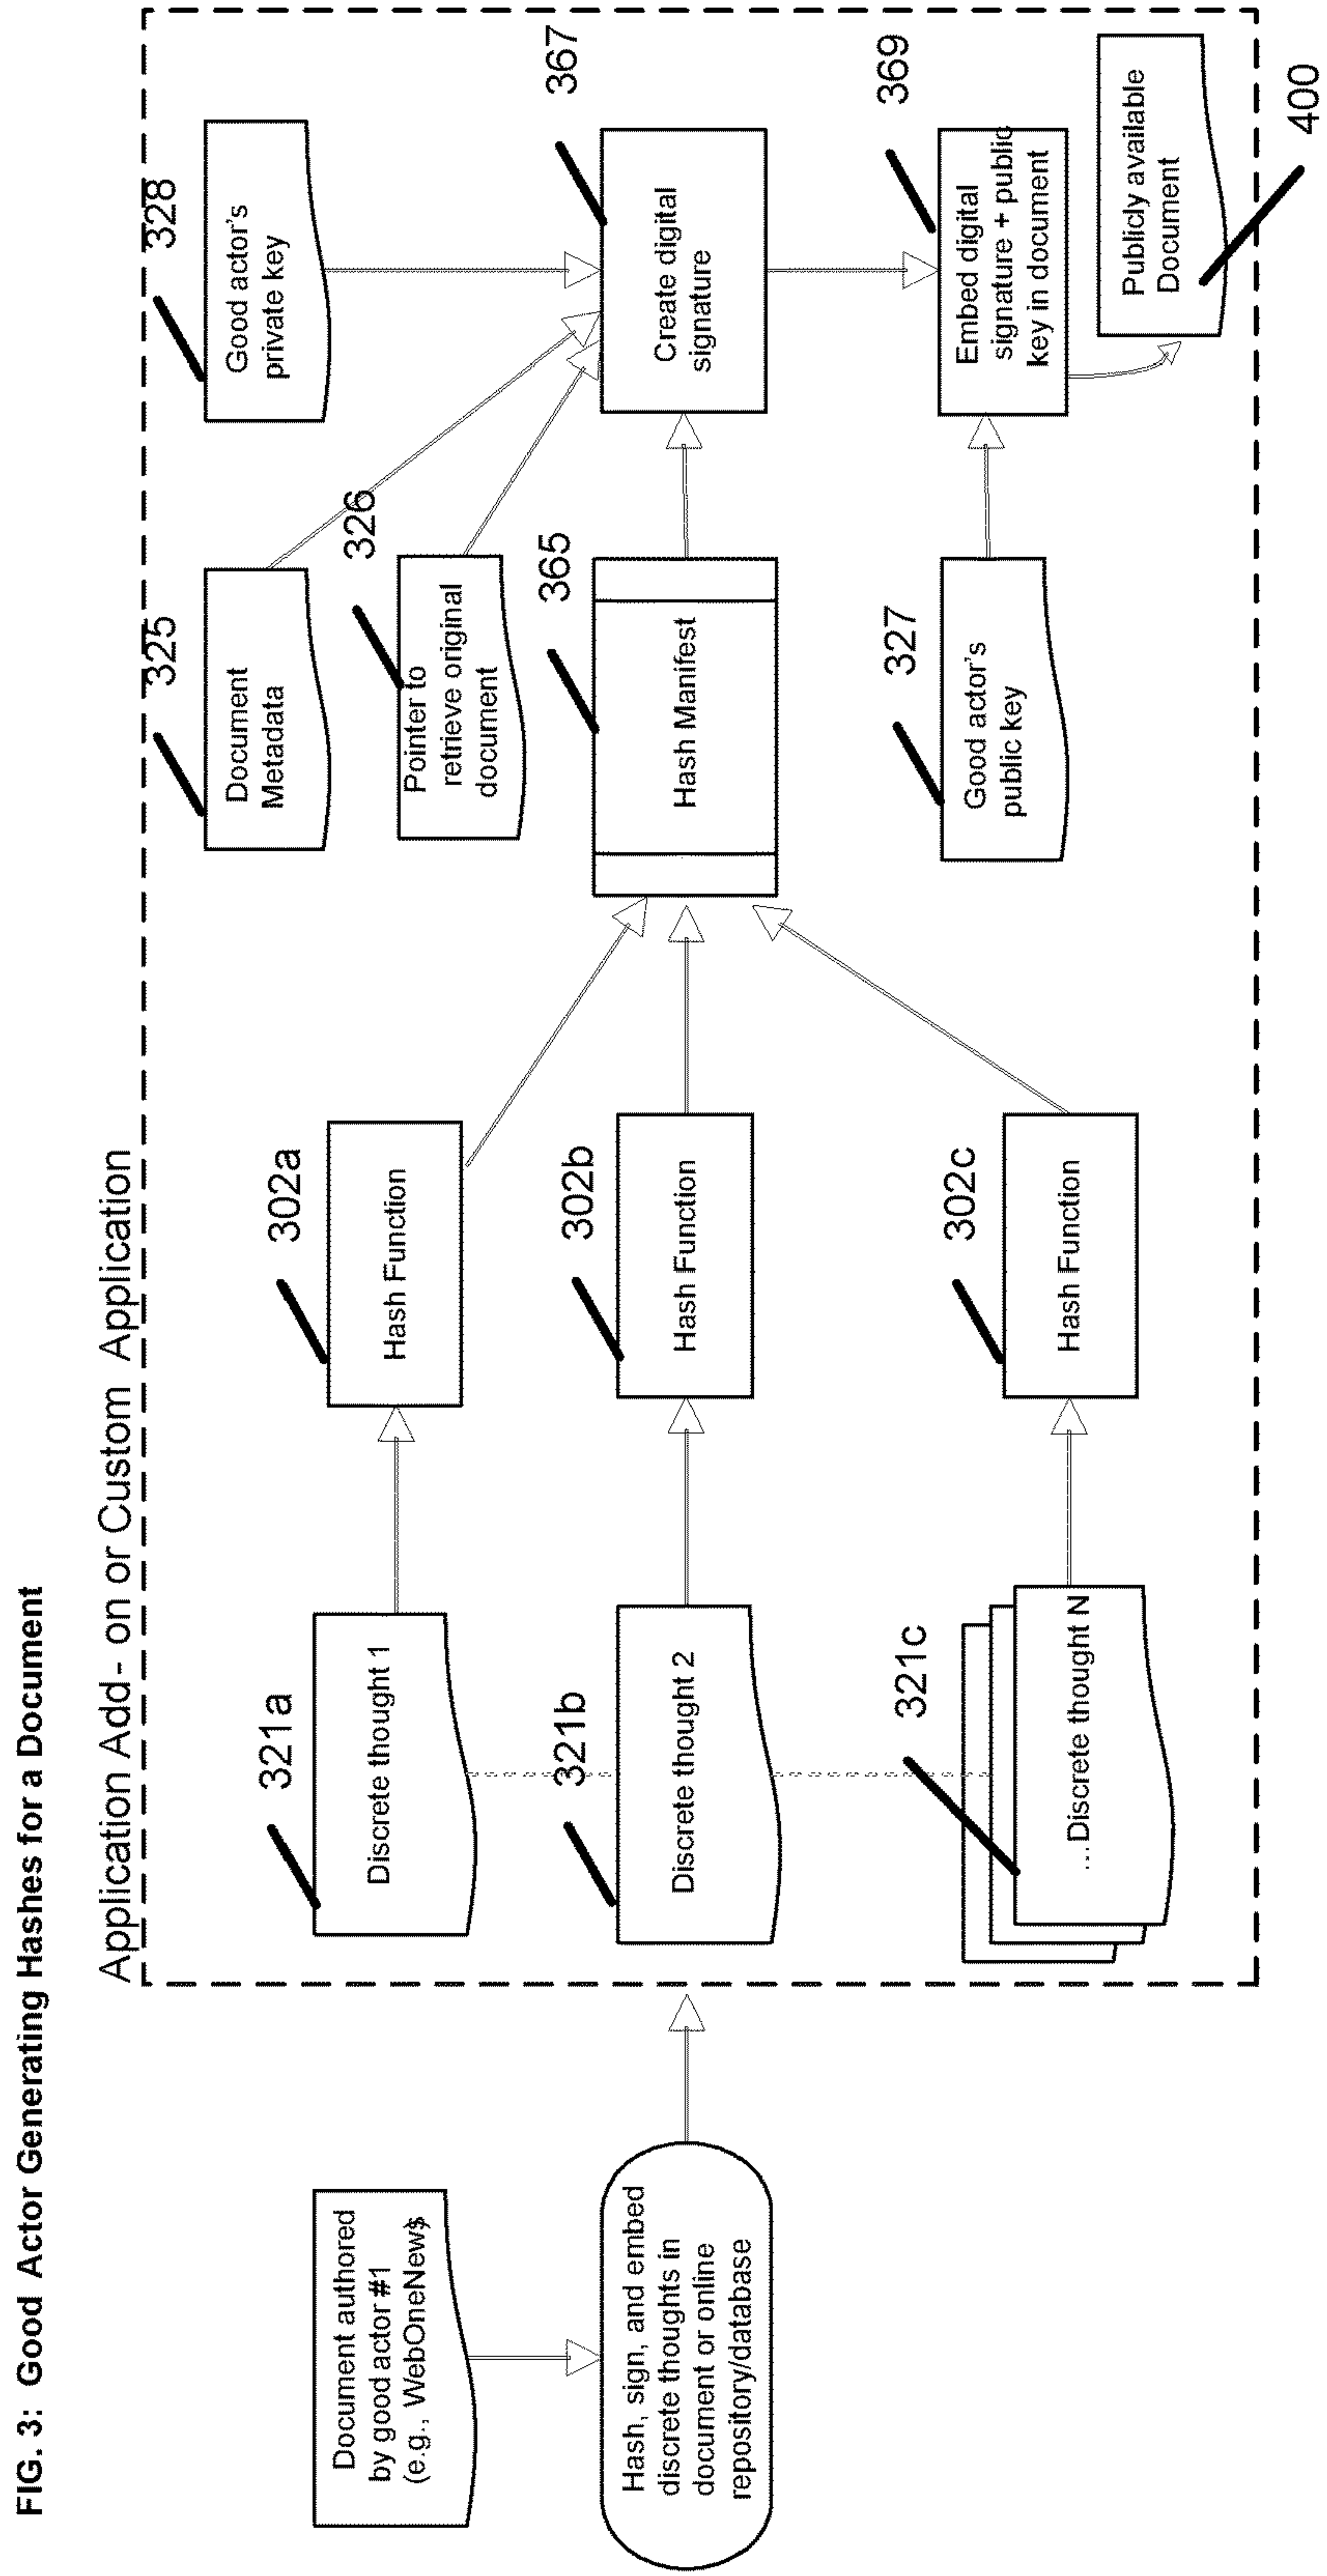 FIG. 3: Good Actor Generating Hashes for a Document
Application Add- on or Custom Application
Document authored
by good actor #1
(e.g., WebOneNews
Hash, sign, and embed
discrete thoughts in
document or online
repository/database
321a
Discrete thought 1
321b
Discrete thought 2
321c
...Discrete thought N
302a
Hash Function
302b
Hash Function
302c
Hash Function
325
Document
Metadata
326
Pointer to
retrieve original
document
365
Hash Manifest
327
Good actor's
public key
328
Good actor's
private key
367
Create digital
signature
369
Embed digital
signature + public
key in document
Publicly available
Document
400